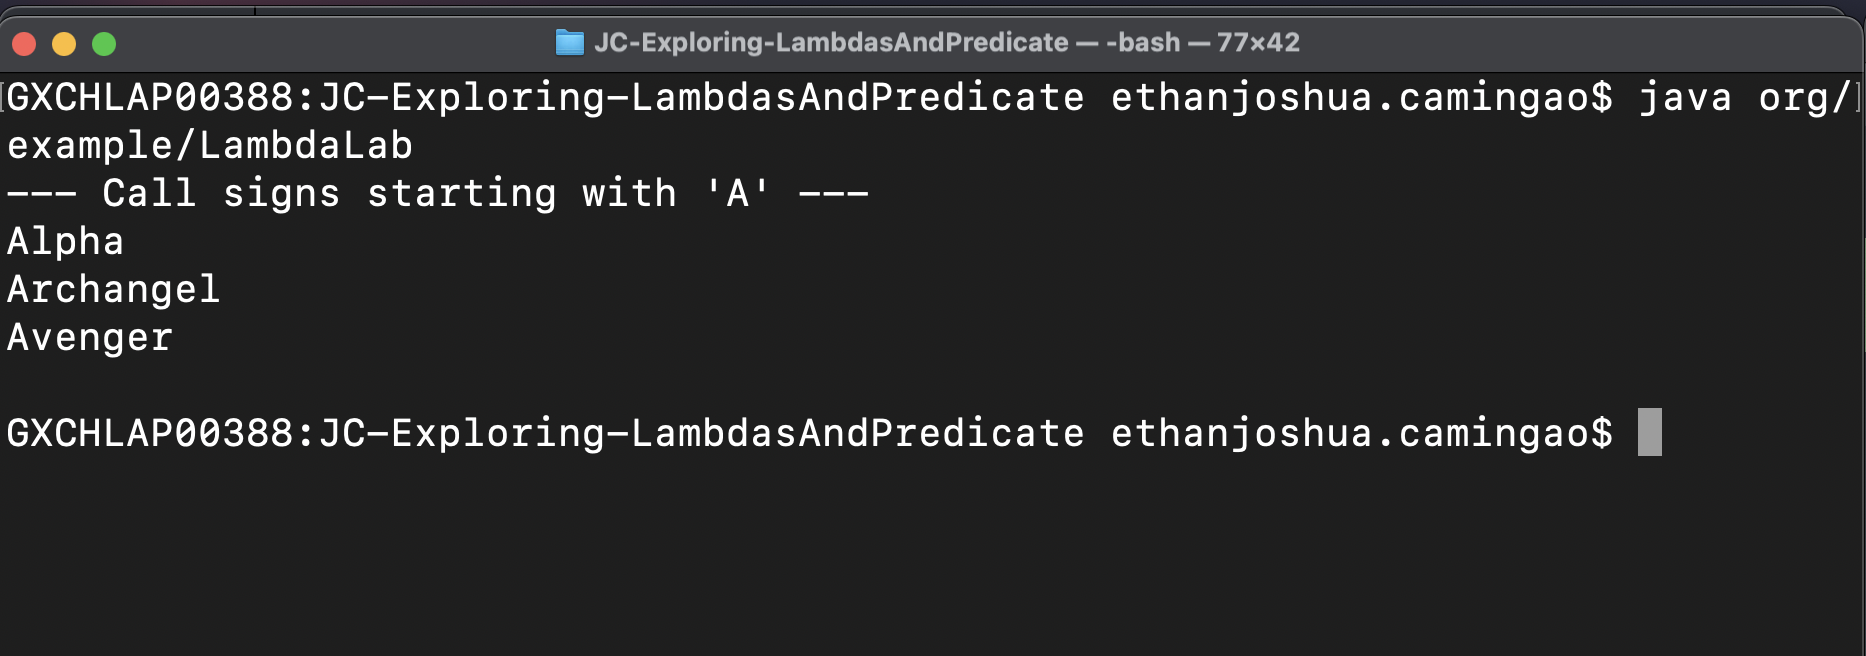 JC-Exploring-LambdasAndPredicate — -bash — 77×42
GXCHLAP00388:JC-Exploring-LambdasAndPredicate ethanjoshua.camingao$ java org/
example/LambdaLab
--- Call signs starting with 'A' ---
Alpha
Archangel
Avenger
GXCHLAP00388:JC-Exploring-LambdasAndPredicate ethanjoshua.camingao$